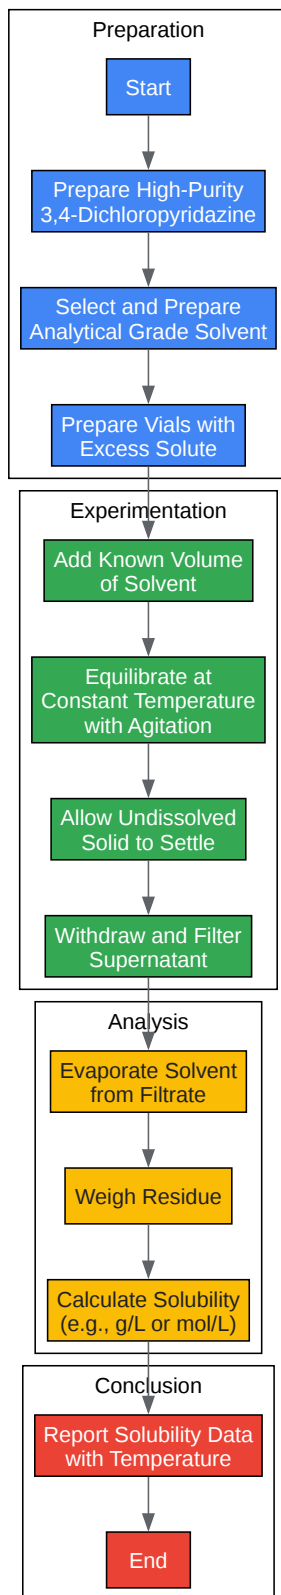 Preparation
Start
Prepare High-Purity
3,4-Dichloropyridazine
Select and Prepare
Analytical Grade Solvent
Prepare Vials with
Excess Solute
Experimentation
Add Known Volume
of Solvent
Equilibrate at
Constant Temperature
with Agitation
Allow Undissolved
Solid to Settle
Withdraw and Filter
Supernatant
Analysis
Evaporate Solvent
from Filtrate
Weigh Residue
Calculate Solubility
(e.g., g/L or mol/L)
Conclusion
Report Solubility Data
with Temperature
End